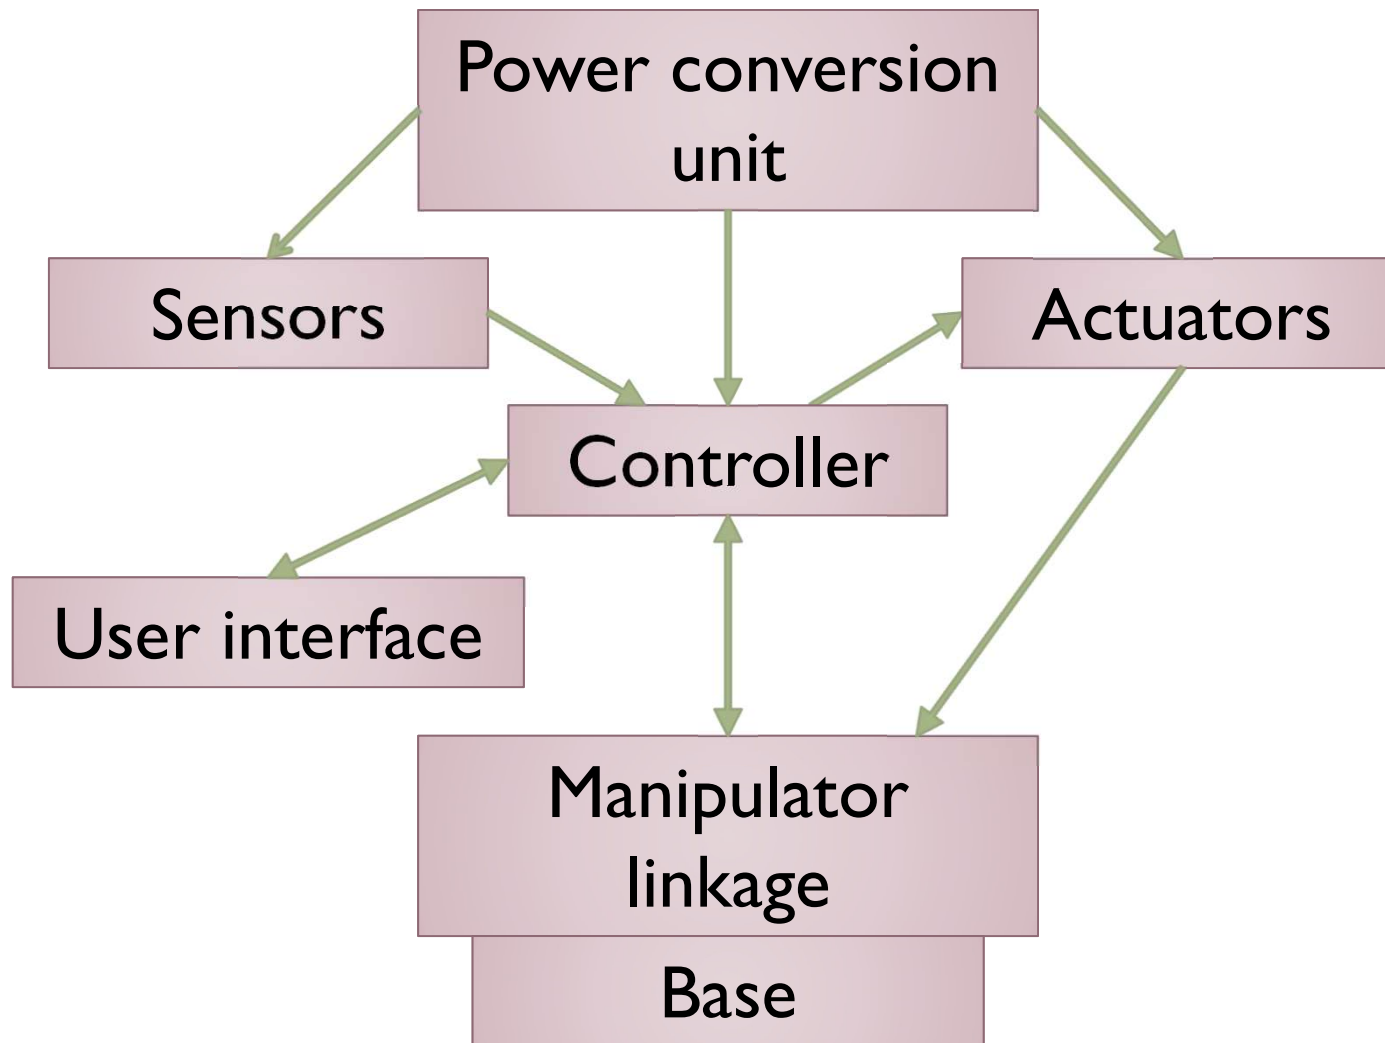 Power conversion
unit
Sensors
Actuators
Controller
User interface
Manipulator
linkage
Base